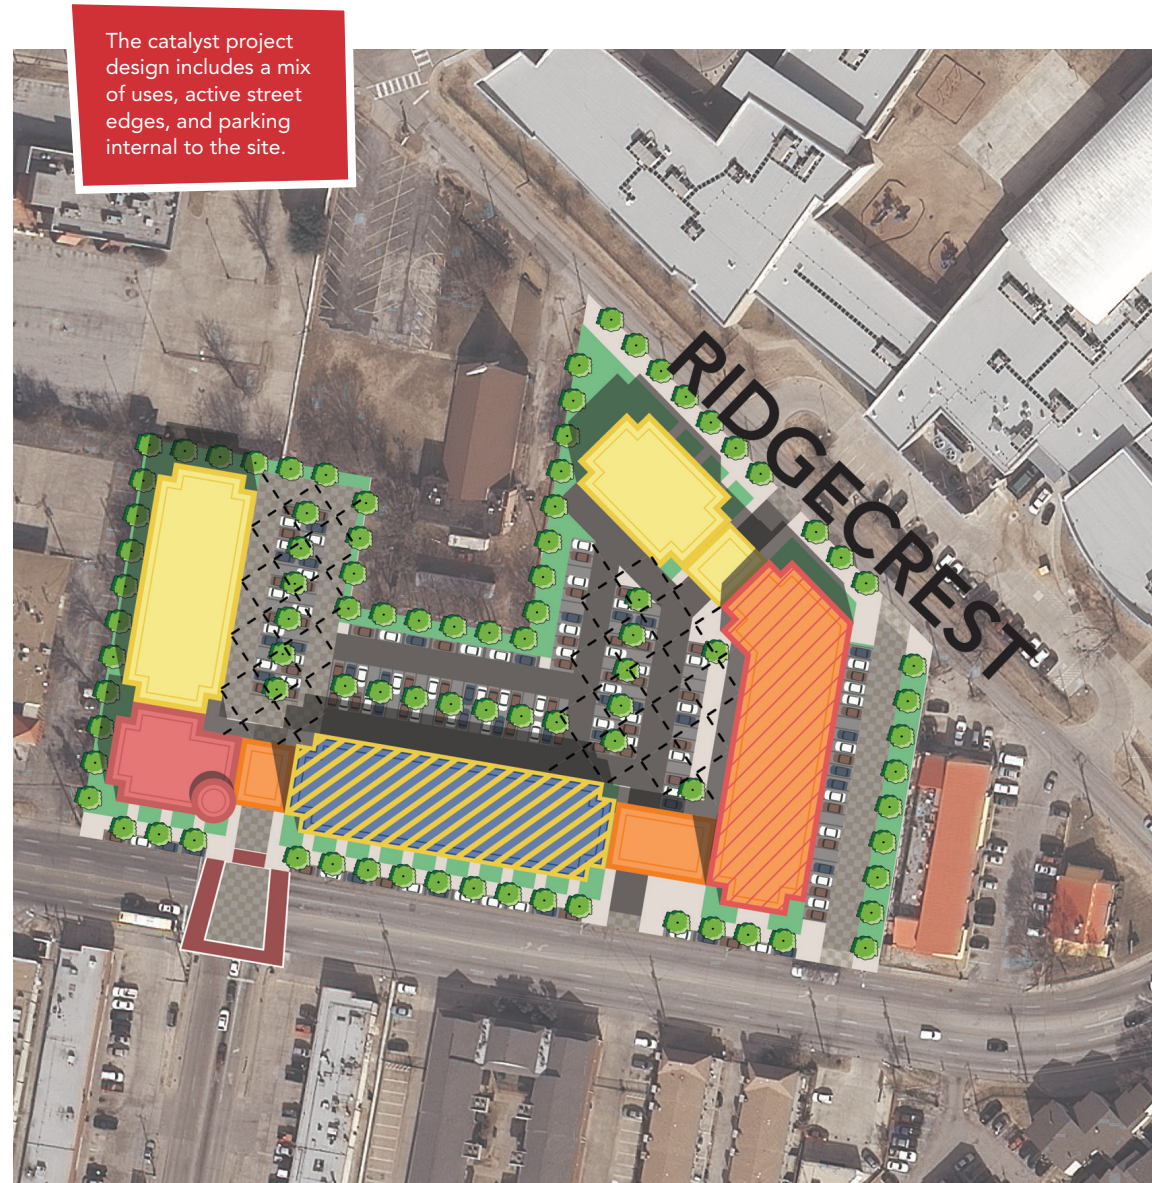 The catalyst project
design includes a mix
of uses, active street
edges, and parking
internal to the site.
RIDGECREST